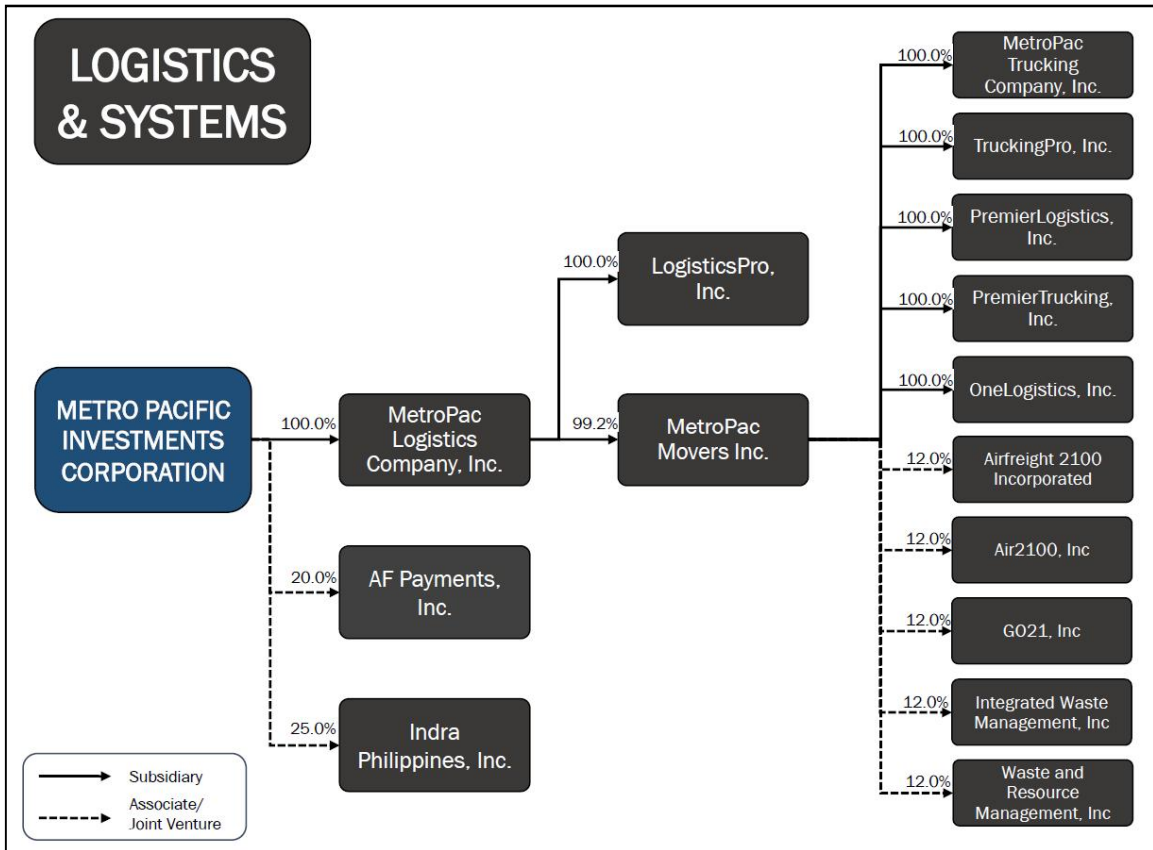 LOGISTICS
& SYSTEMS
METRO PACIFIC
INVESTMENTS
CORPORATION
100.0%
MetroPac
Logistics
Company, Inc.
20.0%
AF Payments,
Inc.
25.0%
Indra
Philippines, Inc.
100.0%
LogisticsPro,
Inc.
99.2%
MetroPac
Movers Inc.
100.0%
MetroPac
Trucking
Company, Inc.
100.0%
TruckingPro, Inc.
100.0%
PremierLogistics,
Inc.
100.0%
PremierTrucking,
Inc.
100.0%
OneLogistics, Inc.
12.0%
Airfreight 2100
Incorporated
12.0%
Air2100, Inc
12.0%
GO21, Inc
12.0%
Integrated Waste
Management, Inc
12.0%
Waste and
Resource
Management, Inc
Subsidiary
Associate/
Joint Venture